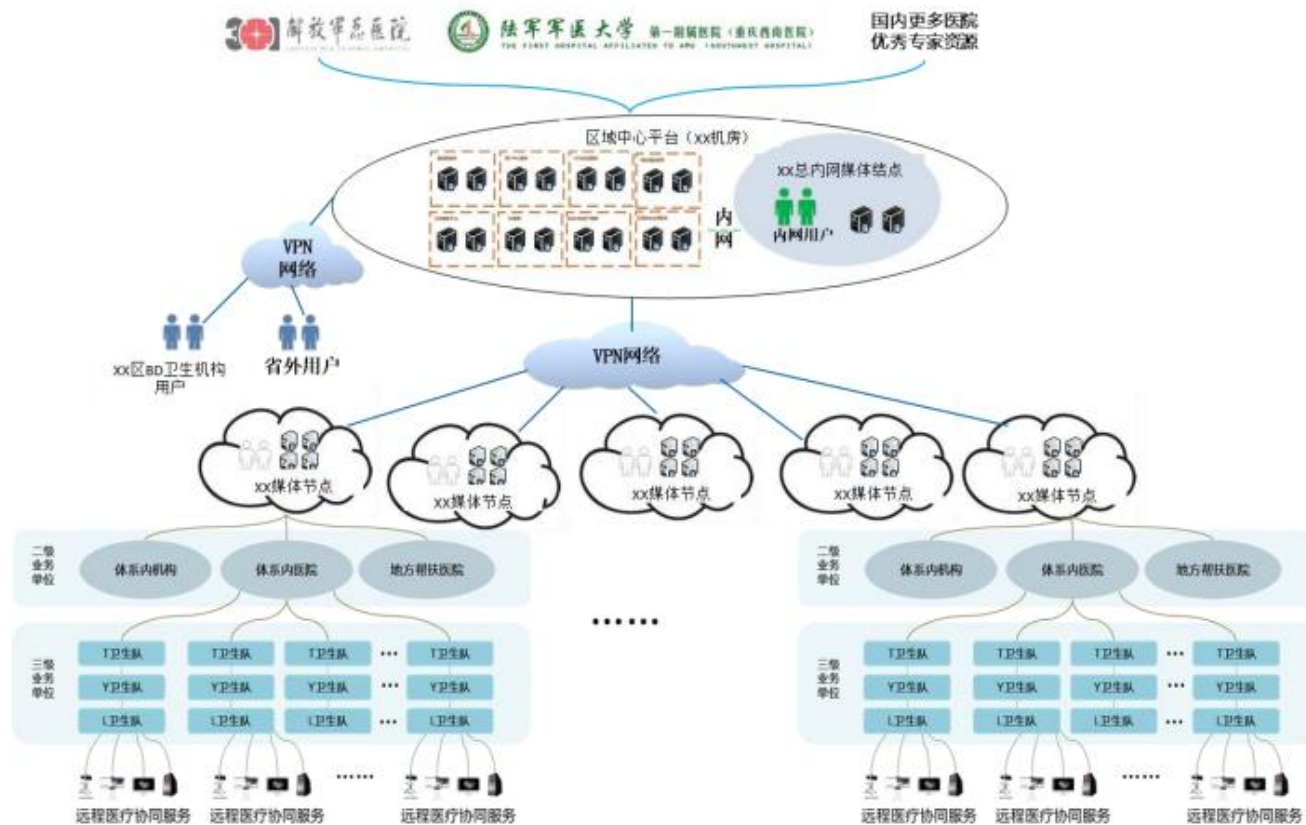 301 解放军总医院
陆军军医大学 第一附属医院（重庆西南医院）
THE FIRST HOSPITAL AFFILIATED TO AMU (SOUTHWEST HOSPITAL)
国内更多医院
优秀专家资源
区域中心平台（xx机房）
xx总内网媒体结点
内网用户
内
网
VPN
网络
xx区BD卫生机构
用户
省外用户
VPN网络
xx媒体节点
xx媒体节点
xx媒体节点
xx媒体节点
xx媒体节点
二级
业务
单位
体系内机构
体系内医院
地方帮扶医院
二级
业务
单位
体系内机构
体系内医院
地方帮扶医院
……
三级
业务
单位
T卫生队 T卫生队 T卫生队 … T卫生队
Y卫生队 Y卫生队 Y卫生队 … Y卫生队
L卫生队 L卫生队 L卫生队 … L卫生队
……
远程医疗协同服务 远程医疗协同服务 远程医疗协同服务
三级
业务
单位
T卫生队 T卫生队 T卫生队 … T卫生队
Y卫生队 Y卫生队 Y卫生队 … Y卫生队
L卫生队 L卫生队 L卫生队 … L卫生队
……
远程医疗协同服务 远程医疗协同服务 远程医疗协同服务